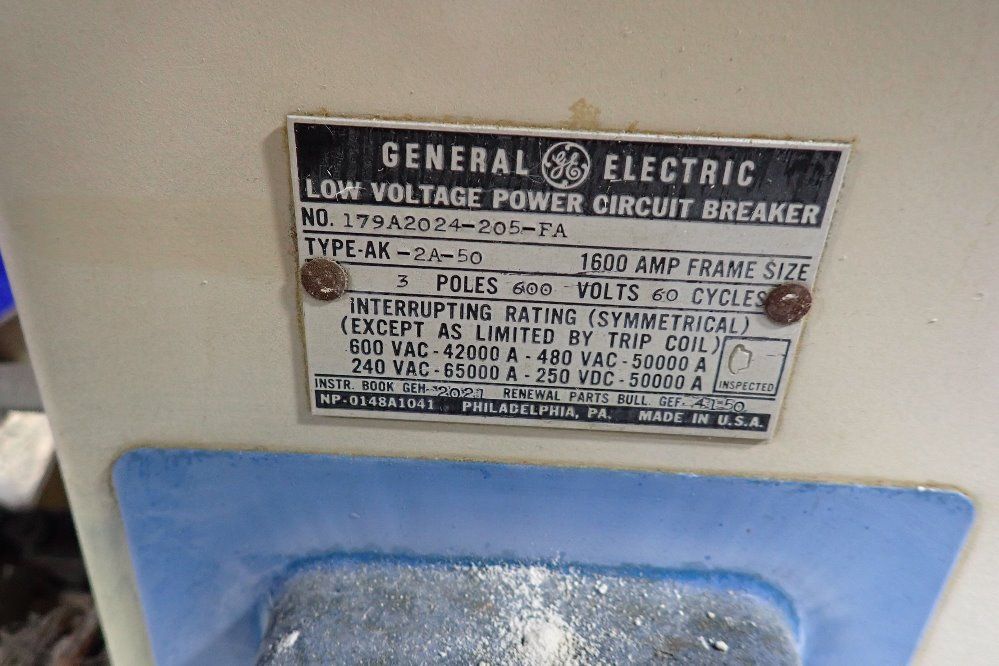 GENERAL GE ELECTRIC
LOW VOLTAGE POWER CIRCUIT BREAKER
NO. 179A2024-205-FA
TYPE-AK -2A-50 1600 AMP FRAME SIZE
3 POLES 600 VOLTS 60 CYCLES
INTERRUPTING RATING (SYMMETRICAL)
(EXCEPT AS LIMITED BY TRIP COIL)
600 VAC-42000 A - 480 VAC-50000 A
240 VAC-65000 A - 250 VDC-50000 A
INSPECTED
INSTR. BOOK GEH-2021 RENEWAL PARTS BULL. GEF-4150
NP-0148A1041 PHILADELPHIA, PA. MADE IN U.S.A.